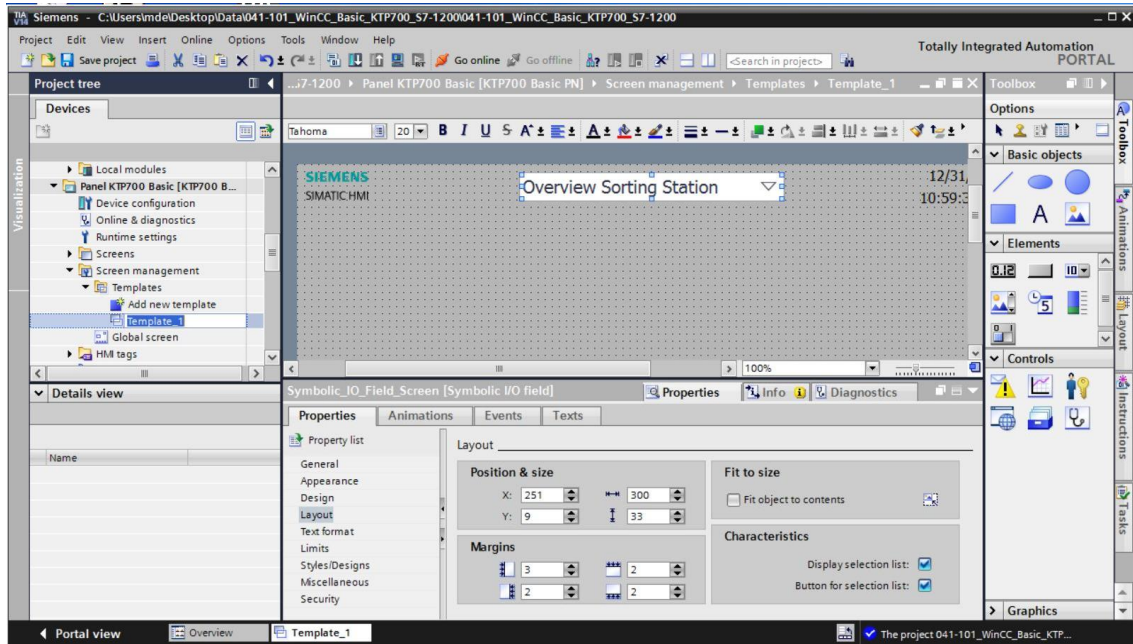 Siemens - C:\Users\mde\Desktop\Data\041-101_WinCC_Basic_KTP700_S7-1200\041-101_WinCC_Basic_KTP700_S7-1200
Project Edit View Insert Online Options Tools Window Help
Totally Integrated Automation
PORTAL
Save project
Go online
Go offline
<Search in project>
Project tree
...s7-1200 Panel KTP700 Basic [KTP700 Basic PN] Screen management Templates Template_1
Toolbox
Devices
Options
Tahoma 20 B I U S A
Visualization
Local modules
Panel KTP700 Basic [KTP700 B...
Device configuration
Online & diagnostics
Runtime settings
Screens
Screen management
Templates
Add new template
Template_1
Global screen
HMI tags
SIEMENS
SIMATIC HMI
Overview Sorting Station
12/31/
10:59:3
100%
Basic objects
A
Elements
0.12 10
5
Controls
Graphics
Toolbox
Animations
Layout
Instructions
Tasks
Details view
Name
Symbolic_IO_Field_Screen [Symbolic I/O field]
Properties Info Diagnostics
Properties Animations Events Texts
Property list
General
Appearance
Design
Layout
Text format
Limits
Styles/Designs
Miscellaneous
Security
Layout
Position & size
X: 251 300
Y: 9 33
Margins
3 2
2 2
Fit to size
Fit object to contents
Characteristics
Display selection list:
Button for selection list:
Portal view Overview Template_1
The project 041-101_WinCC_Basic_KTP...